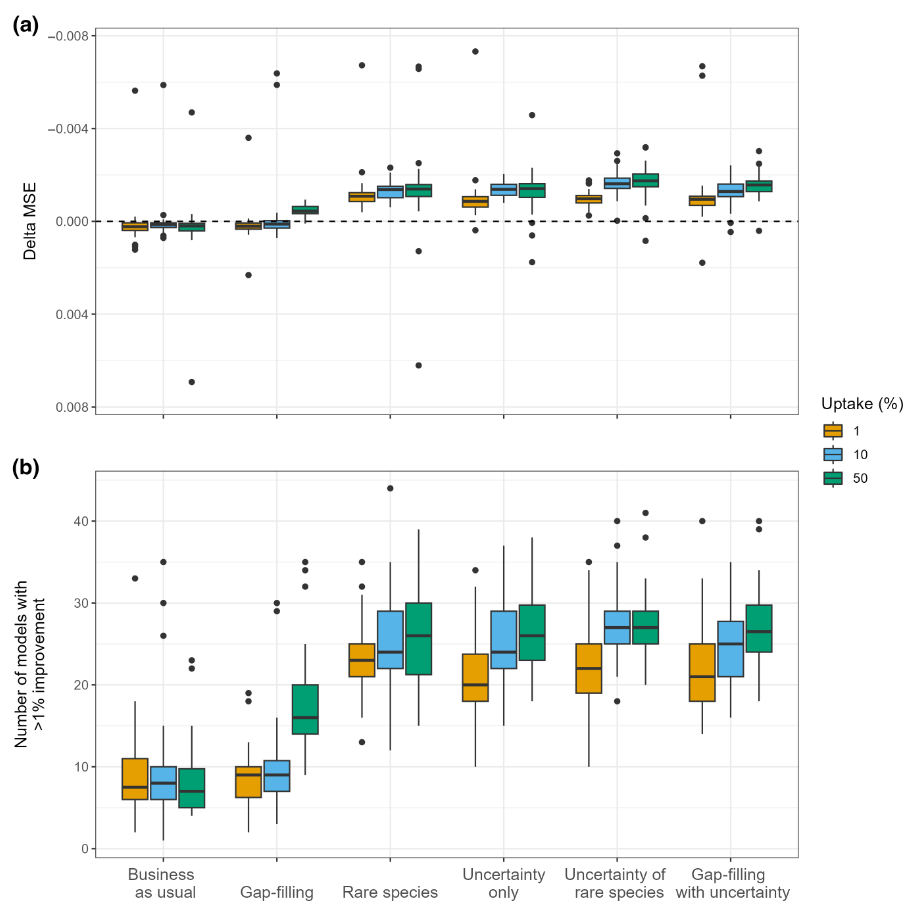 (a)
−0.008
−0.004
0.000
0.004
0.008
Delta MSE
(b)
40
30
20
10
0
Number of models with
>1% improvement
Business
as usual
Gap-filling
Rare species
Uncertainty
only
Uncertainty of
rare species
Gap-filling
with uncertainty
Uptake (%)
1
10
50